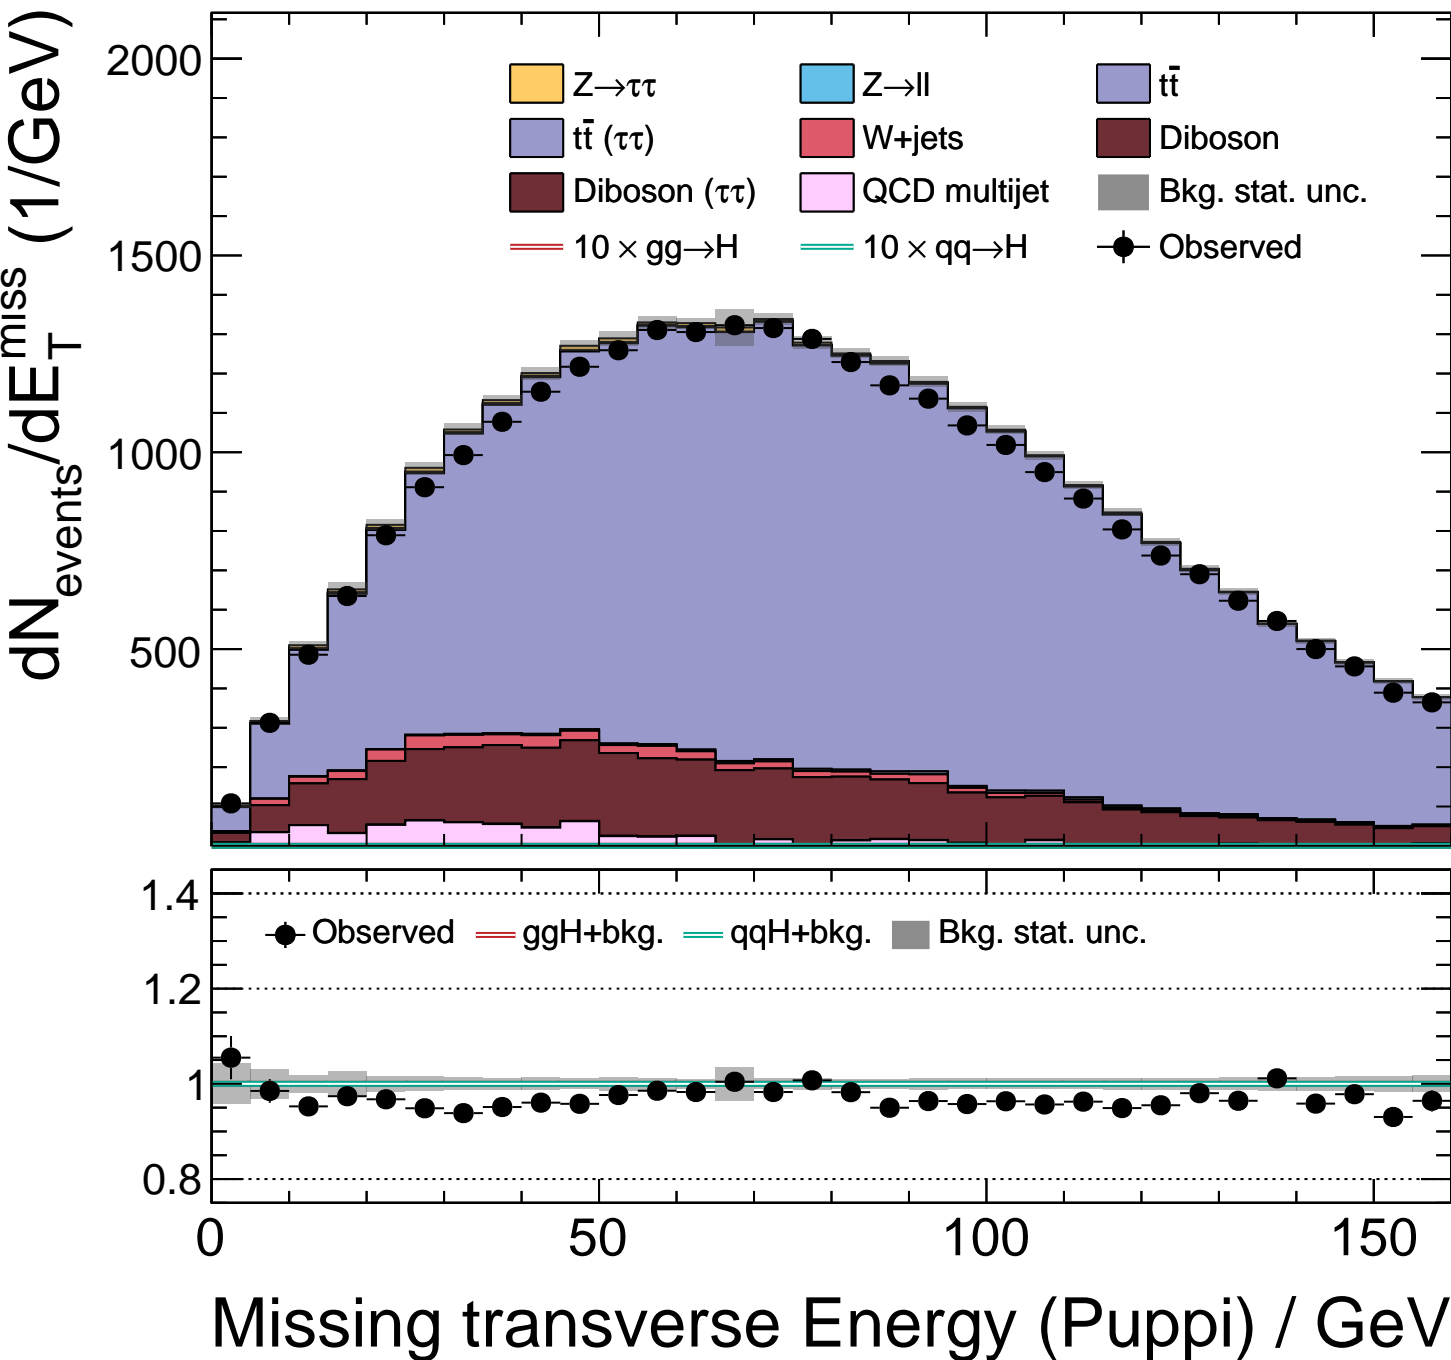 dN_events/dE_T^miss (1/GeV)
2000
1500
1000
500
Z→ττ
Z→ll
tt̄
tt̄ (ττ)
W+jets
Diboson
Diboson (ττ)
QCD multijet
Bkg. stat. unc.
10 × gg→H
10 × qq→H
Observed
1.4
1.2
1
0.8
Observed
ggH+bkg.
qqH+bkg.
Bkg. stat. unc.
0
50
100
150
Missing transverse Energy (Puppi) / GeV